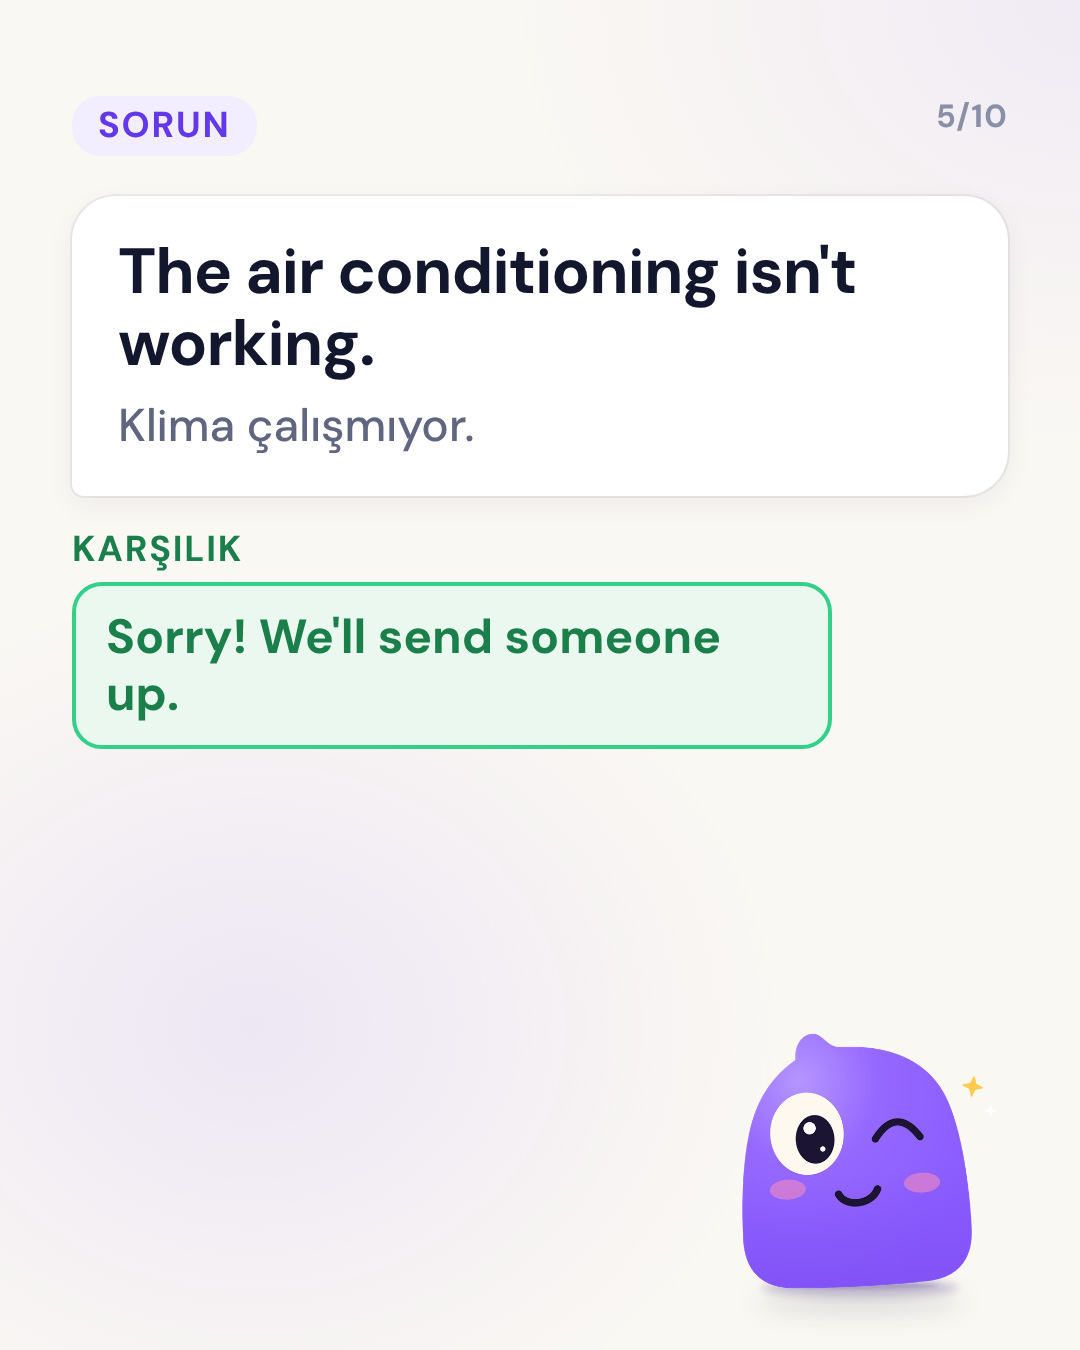 SORUN
5/10
The air conditioning isn't
working.
Klima çalışmıyor.
KARŞILIK
Sorry! We'll send someone
up.